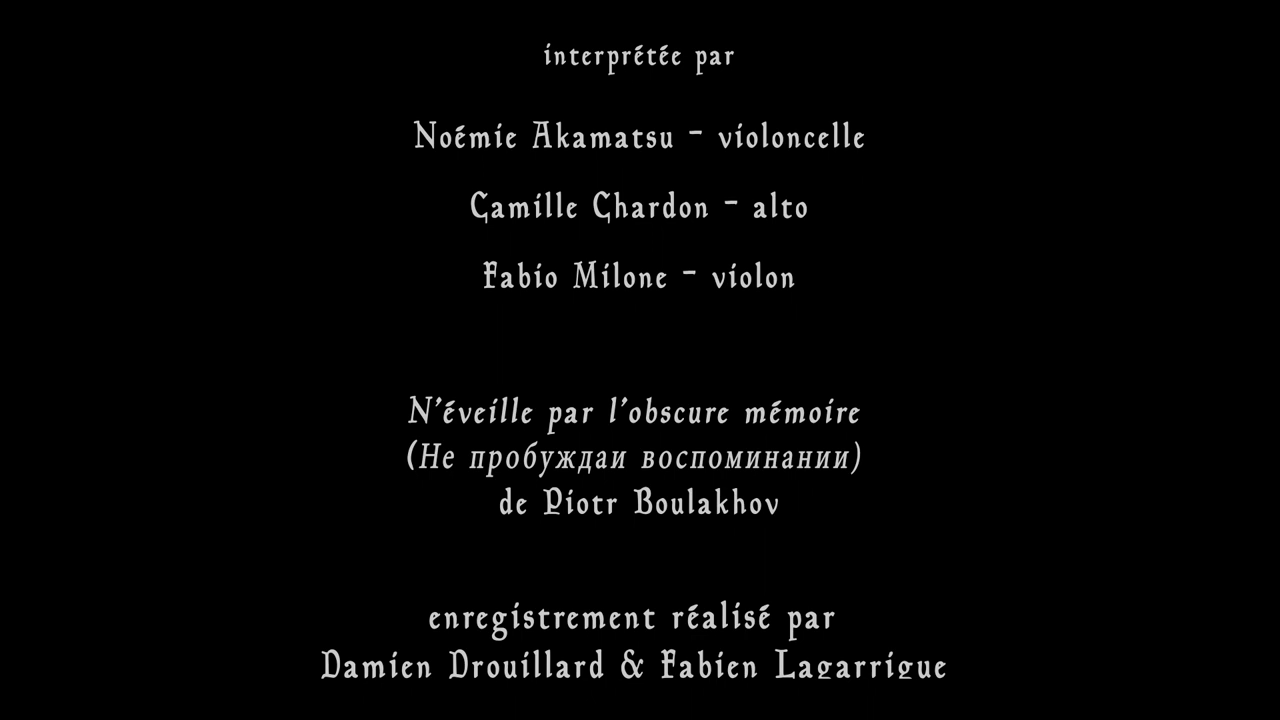 interprétée par
Noémie Akamatsu - violoncelle
Camille Chardon - alto
Fabio Milone - violon
N'éveille par l'obscure mémoire
(Не пробуждаи воспоминании)
de Piotr Boulakhov
enregistrement réalisé par
Damien Drouillard & Fabien Lagarrigue